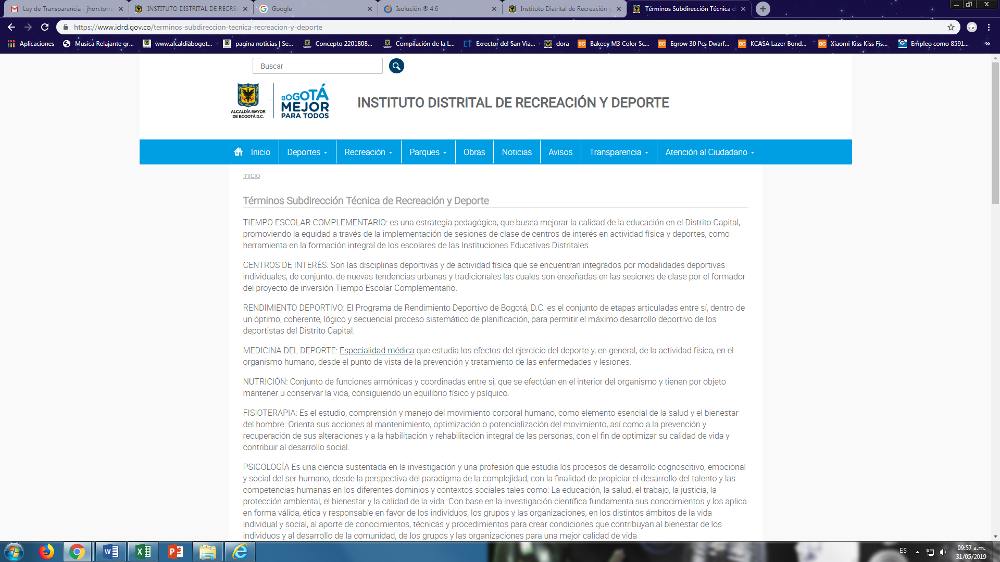 Ley de Transparencia - jhon.torre
INSTITUTO DISTRITAL DE RECREA
Google
Isolución ® 4.6
Instituto Distrital de Recreación y
Términos Subdirección Técnica d
https://www.idrd.gov.co/terminos-subdireccion-tecnica-recreacion-y-deporte
Aplicaciones
Musica Relajante gr...
www.alcaldiabogot...
pagina noticias | Se...
Concepto 2201808...
Compilación de la L...
ET
Exrector del San Via...
dora
BG
Bakeey M3 Color Sc...
BG
Egrow 30 Pcs Dwarf...
BG
KCASA Lazer Bond...
BG
Xiaomi Kiss Kiss Fis...
Empleo como 8591...
»
Buscar
ALCALDÍA MAYOR
DE BOGOTÁ D.C.
BOGOTÁ
MEJOR
PARA TODOS
INSTITUTO DISTRITAL DE RECREACIÓN Y DEPORTE
Inicio
Deportes
Recreación
Parques
Obras
Noticias
Avisos
Transparencia
Atención al Ciudadano
Inicio
Términos Subdirección Técnica de Recreación y Deporte
TIEMPO ESCOLAR COMPLEMENTARIO: es una estrategia pedagógica, que busca mejorar la calidad de la educación en el Distrito Capital,
promoviendo la equidad a través de la implementación de sesiones de clase de centros de interés en actividad física y deportes, como
herramienta en la formación integral de los escolares de las Instituciones Educativas Distritales.
CENTROS DE INTERÉS: Son las disciplinas deportivas y de actividad física que se encuentran integrados por modalidades deportivas
individuales, de conjunto, de nuevas tendencias urbanas y tradicionales las cuales son enseñadas en las sesiones de clase por el formador
del proyecto de inversión Tiempo Escolar Complementario.
RENDIMIENTO DEPORTIVO: El Programa de Rendimiento Deportivo de Bogotá, D.C. es el conjunto de etapas articuladas entre sí, dentro de
un óptimo, coherente, lógico y secuencial proceso sistemático de planificación, para permitir el máximo desarrollo deportivo de los
deportistas del Distrito Capital.
MEDICINA DEL DEPORTE: Especialidad médica que estudia los efectos del ejercicio del deporte y, en general, de la actividad física, en el
organismo humano, desde el punto de vista de la prevención y tratamiento de las enfermedades y lesiones.
NUTRICIÓN: Conjunto de funciones armónicas y coordinadas entre si, que se efectúan en el interior del organismo y tienen por objeto
mantener u conservar la vida, consiguiendo un equilibrio físico y psíquico.
FISIOTERAPIA: Es el estudio, comprensión y manejo del movimiento corporal humano, como elemento esencial de la salud y el bienestar
del hombre. Orienta sus acciones al mantenimiento, optimización o potencialización del movimiento, así como a la prevención y
recuperación de sus alteraciones y a la habilitación y rehabilitación integral de las personas, con el fin de optimizar su calidad de vida y
contribuir al desarrollo social.
PSICOLOGÍA Es una ciencia sustentada en la investigación y una profesión que estudia los procesos de desarrollo cognoscitivo, emocional
y social del ser humano, desde la perspectiva del paradigma de la complejidad, con la finalidad de propiciar el desarrollo del talento y las
competencias humanas en los diferentes dominios y contextos sociales tales como: La educación, la salud, el trabajo, la justicia, la
protección ambiental, el bienestar y la calidad de la vida. Con base en la investigación científica fundamenta sus conocimientos y los aplica
en forma válida, ética y responsable en favor de los individuos, los grupos y las organizaciones, en los distintos ámbitos de la vida
individual y social, al aporte de conocimientos, técnicas y procedimientos para crear condiciones que contribuyan al bienestar de los
individuos y al desarrollo de la comunidad, de los grupos y las organizaciones para una mejor calidad de vida
ES
09:57 a.m.
31/05/2019